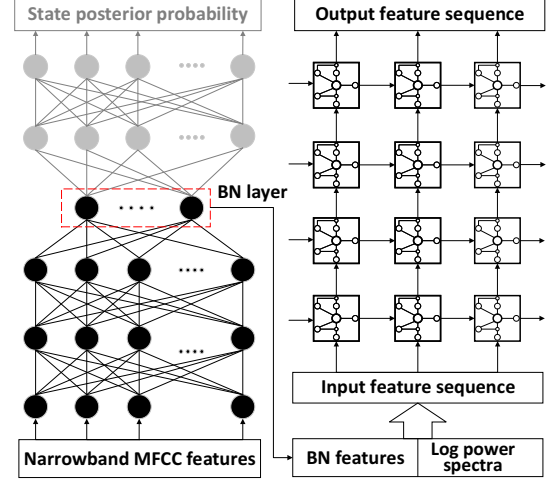 State posterior probability
Output feature sequence
BN layer
Input feature sequence
Narrowband MFCC features
BN features
Log power
spectra